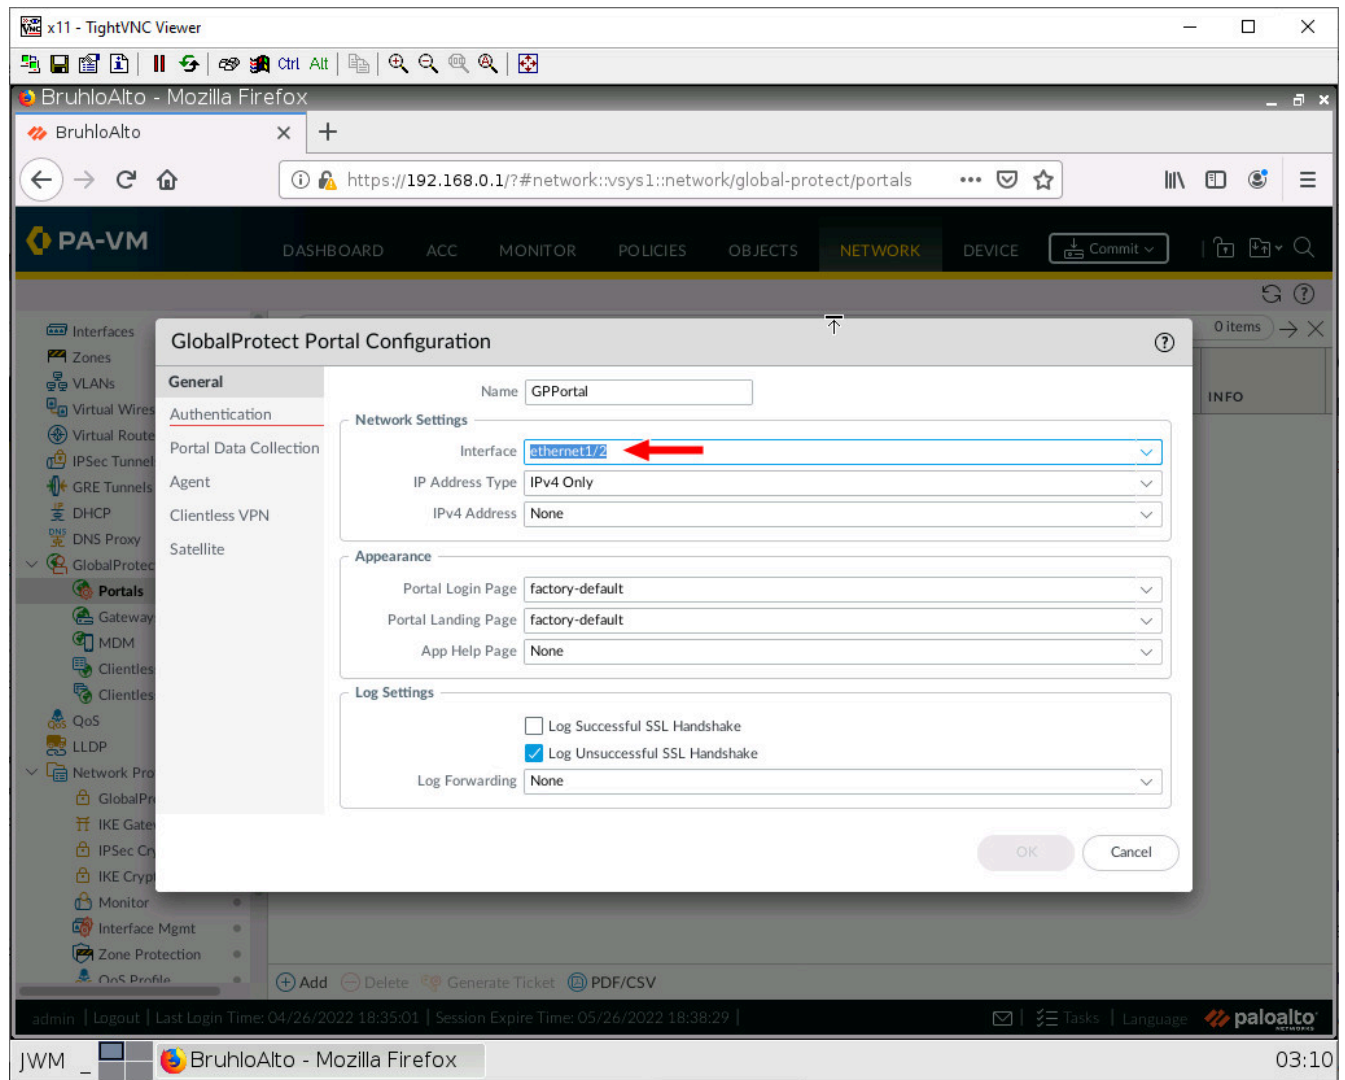 x11 - TightVNC Viewer
Ctrl Alt
BruhloAlto - Mozilla Firefox
BruhloAlto
https://192.168.0.1/?#network::vsys1::network/global-protect/portals
PA-VM
DASHBOARD ACC MONITOR POLICIES OBJECTS NETWORK DEVICE Commit
0 items
Interfaces
Zones
VLANs
Virtual Wires
Virtual Route
IPSec Tunnel
GRE Tunnels
DHCP
DNS Proxy
GlobalProtec
Portals
Gateway
MDM
Clientles
Clientles
QoS
LLDP
Network Pro
GlobalPr
IKE Gate
IPSec Cr
IKE Cryp
Monitor
Interface Mgmt
Zone Protection
QoS Profile
INFO
GlobalProtect Portal Configuration
General
Authentication
Portal Data Collection
Agent
Clientless VPN
Satellite
Name GPPortal
Network Settings
Interface ethernet1/2
IP Address Type IPv4 Only
IPv4 Address None
Appearance
Portal Login Page factory-default
Portal Landing Page factory-default
App Help Page None
Log Settings
Log Successful SSL Handshake
Log Unsuccessful SSL Handshake
Log Forwarding None
OK Cancel
Add Delete Generate Ticket PDF/CSV
admin | Logout | Last Login Time: 04/26/2022 18:35:01 | Session Expire Time: 05/26/2022 18:38:29 |
Tasks | Language paloalto NETWORKS
JWM _ BruhloAlto - Mozilla Firefox 03:10